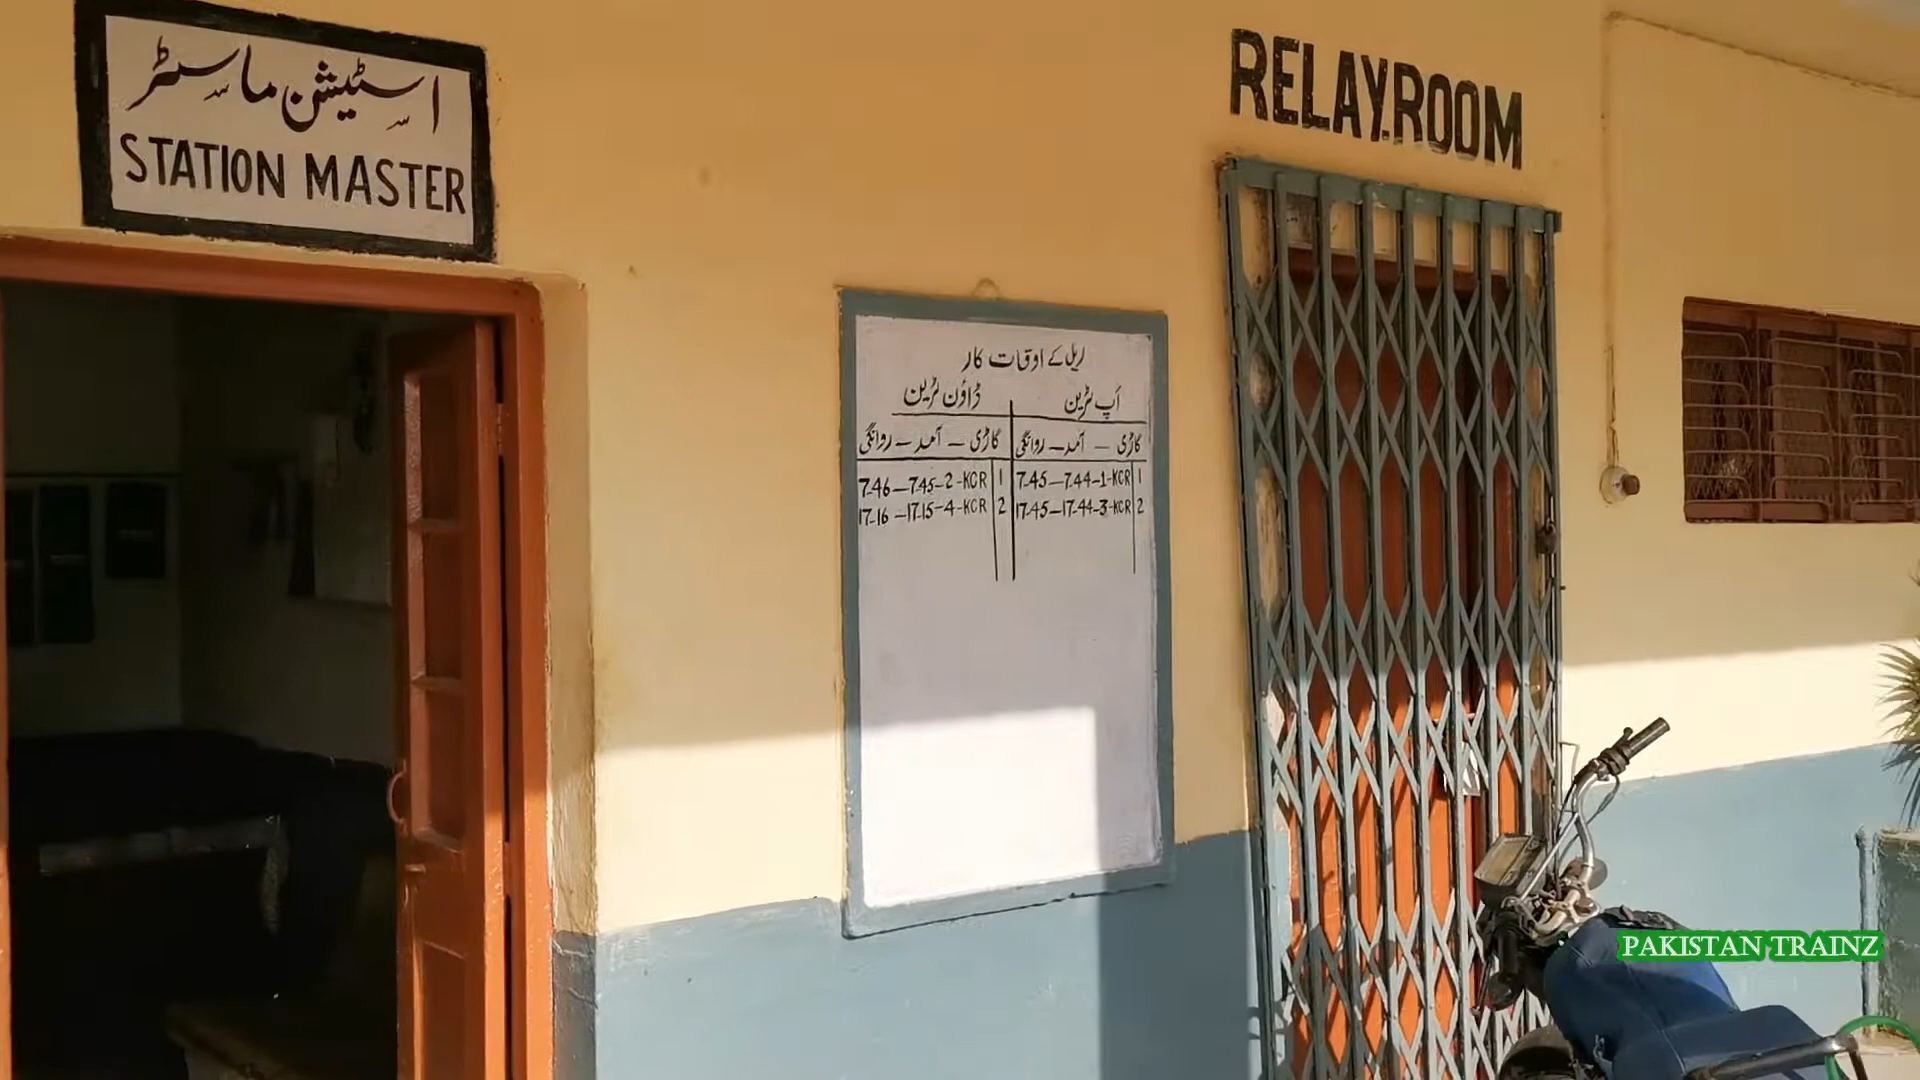 اسٹیشن ماسٹر
STATION MASTER
RELAY.ROOM
ریل کے اوقات کار
اَپ ٹرین
ڈاؤن ٹرین
گاڑی – آمد – روانگی
گاڑی – آمد – روانگی
7-45–7.44-1-KCR 1
17-45–17-44-3-KCR 2
7-46–7.45-2-KCR 1
17-16–17-15-4-KCR 2
PAKISTAN TRAINZ